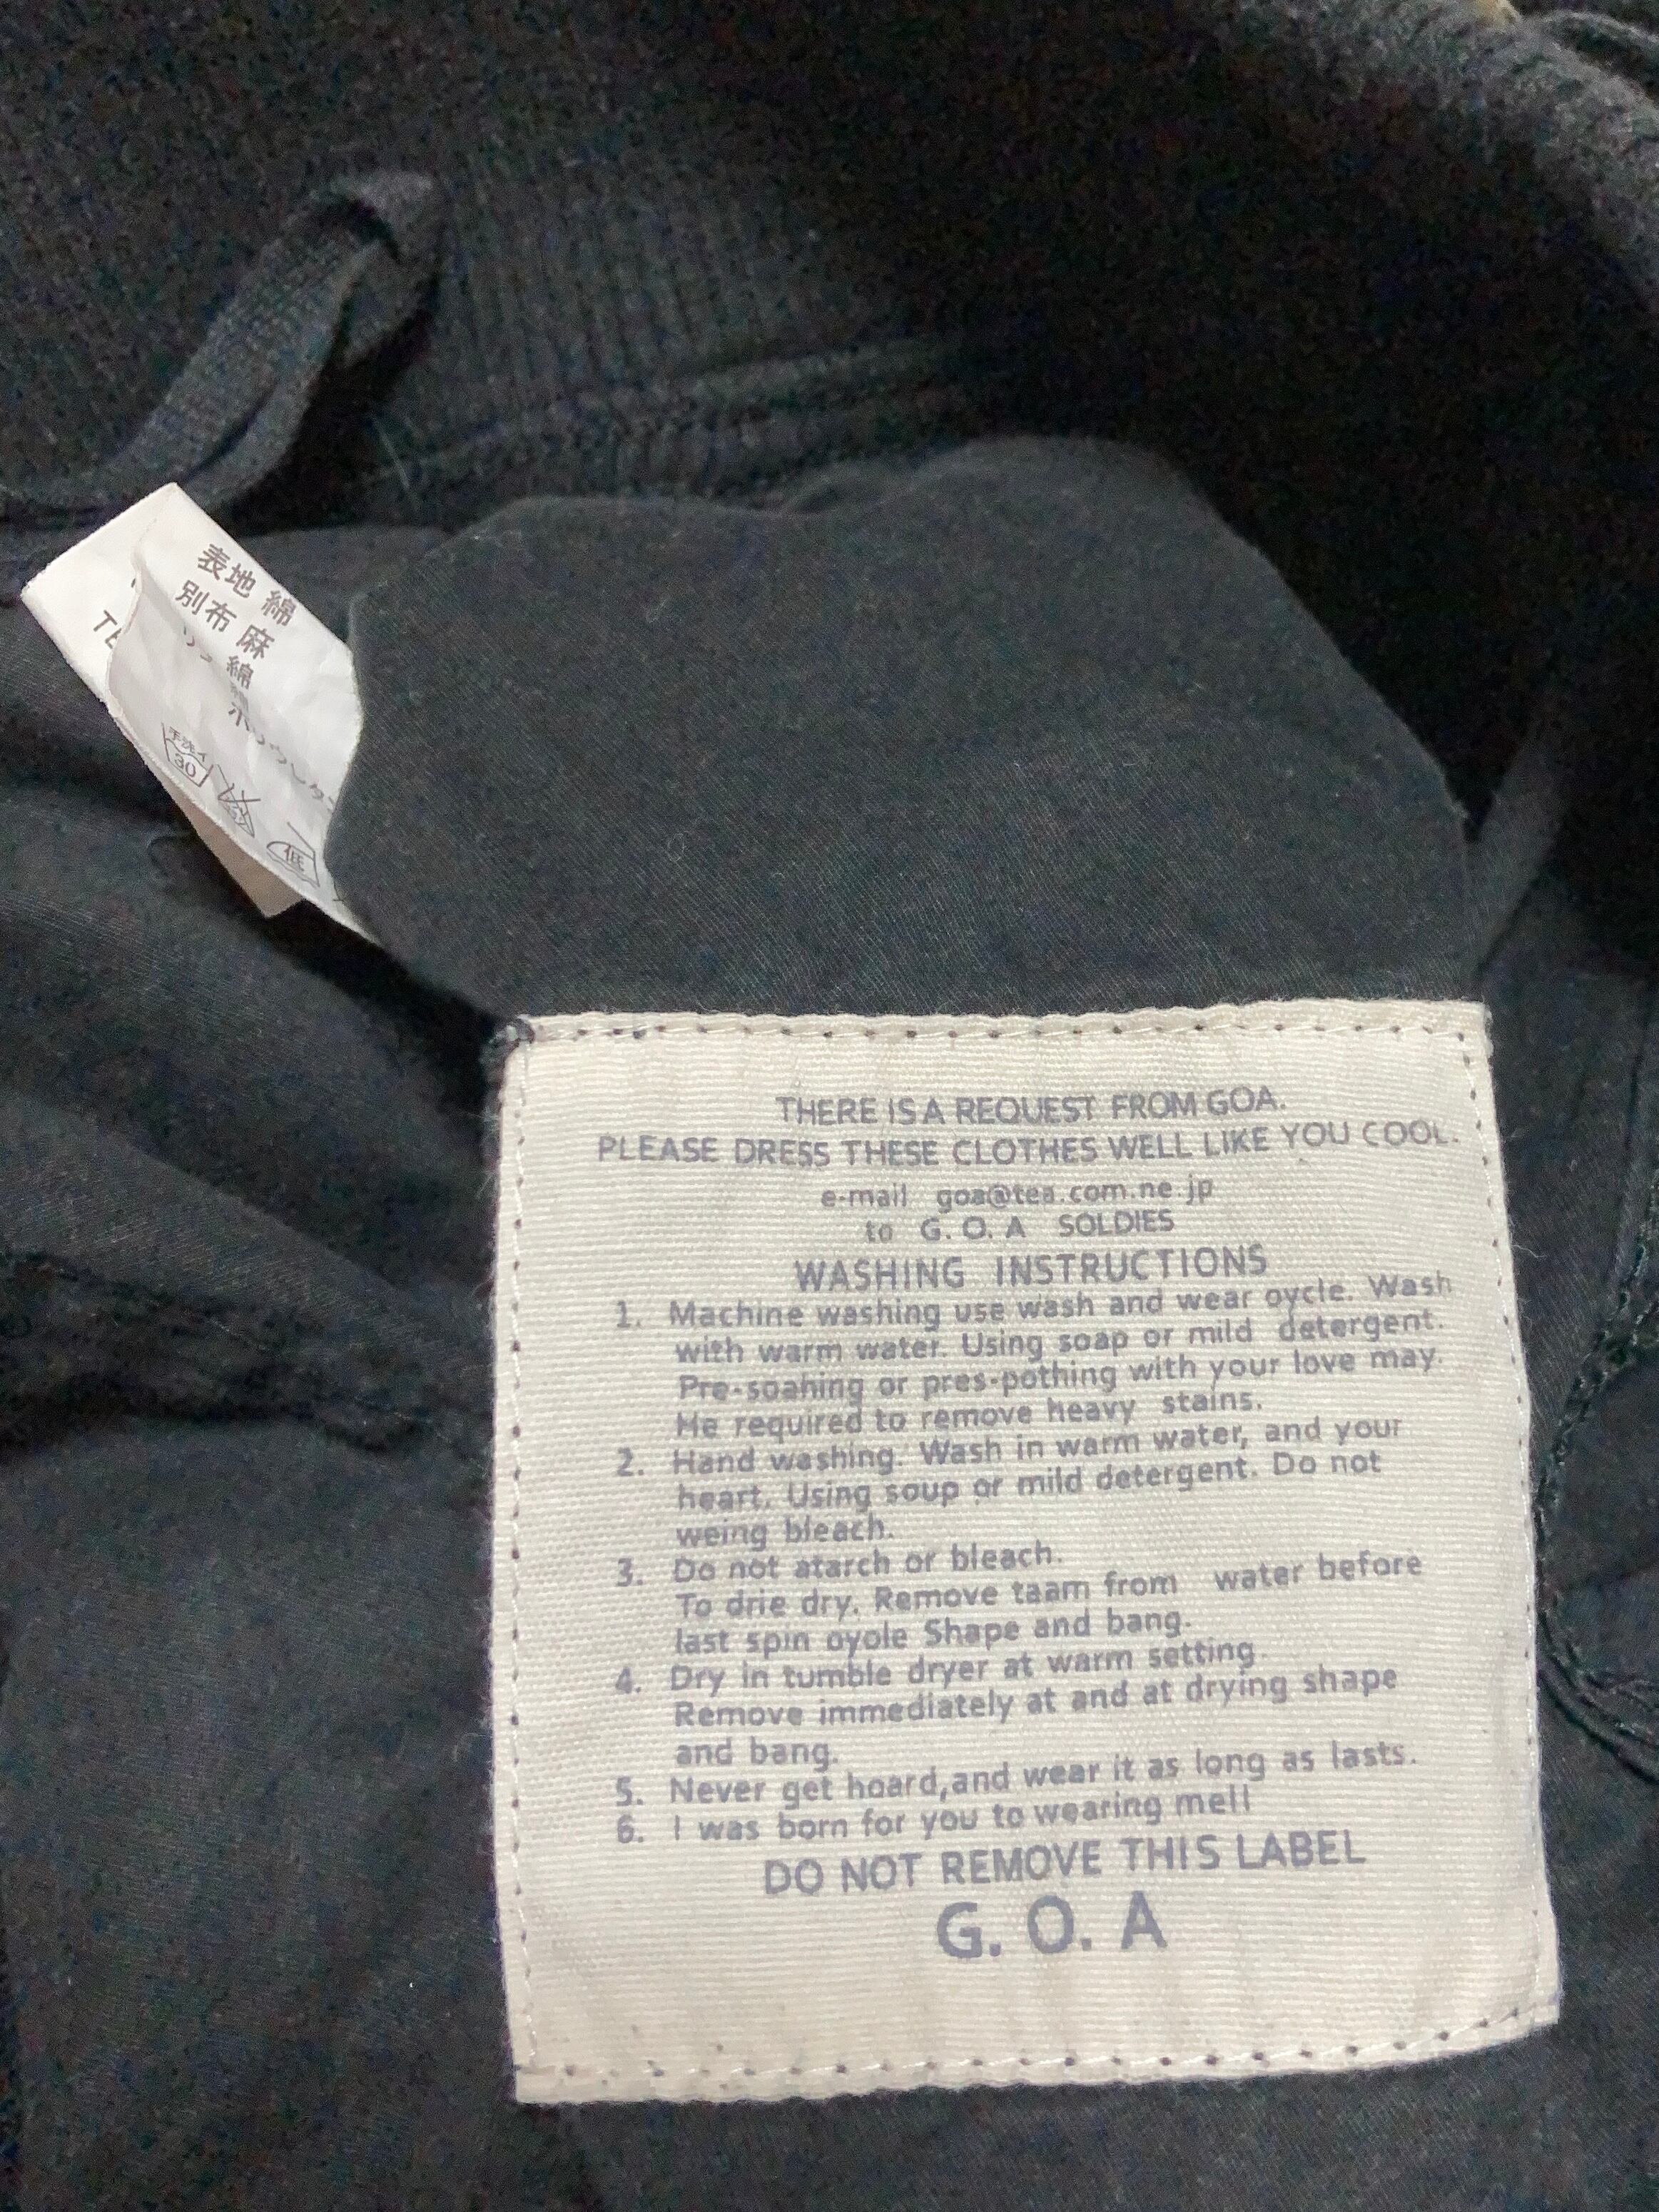 表地 綿
別布 麻
綿
手洗イ
30
低
THERE IS A REQUEST FROM GOA.
PLEASE DRESS THESE CLOTHES WELL LIKE YOU COOL.
e-mail goa@tea.com.ne.jp
to G. O. A SOLDIES
WASHING INSTRUCTIONS
1. Machine washing use wash and wear oycle. Wash
with warm water. Using soap or mild detergent.
Pre-soahing or pres-pothing with your love may.
He required to remove heavy stains.
2. Hand washing. Wash in warm water, and your
heart. Using soup or mild detergent. Do not
weing bleach.
3. Do not atarch or bleach.
To drie dry. Remove taam from water before
last spin oyole Shape and bang.
4. Dry in tumble dryer at warm setting.
Remove immediately at and at drying shape
and bang.
5. Never get hoard,and wear it as long as lasts.
6. I was born for you to wearing mell
DO NOT REMOVE THIS LABEL
G. O. A